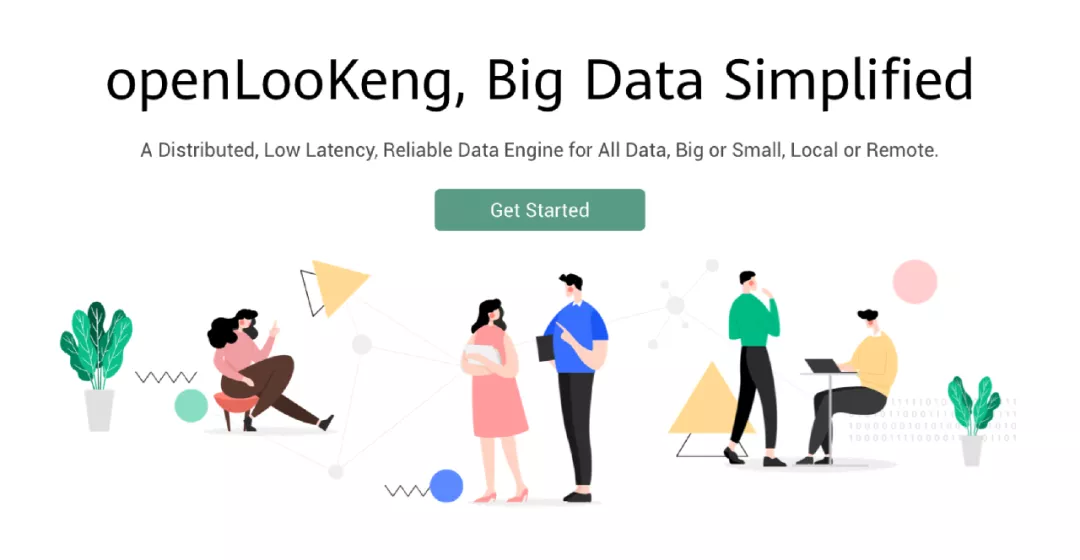 openLooKeng, Big Data Simplified
A Distributed, Low Latency, Reliable Data Engine for All Data, Big or Small, Local or Remote.
Get Started